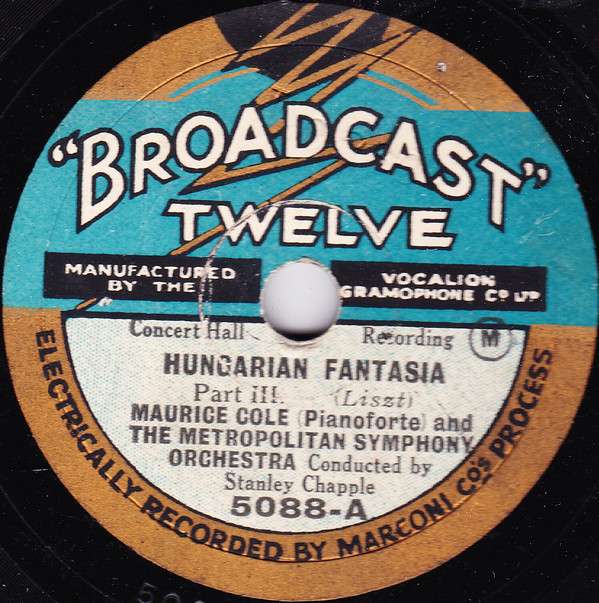 "BROADCAST"
TWELVE
MANUFACTURED
BY THE
VOCALION
GRAMOPHONE Co LTD
Concert Hall Recording M
HUNGARIAN FANTASIA
Part III. (Liszt)
MAURICE COLE (Pianoforte) and
THE METROPOLITAN SYMPHONY
ORCHESTRA Conducted by
Stanley Chapple
5088-A
ELECTRICALLY RECORDED BY MARCONI Co's PROCESS